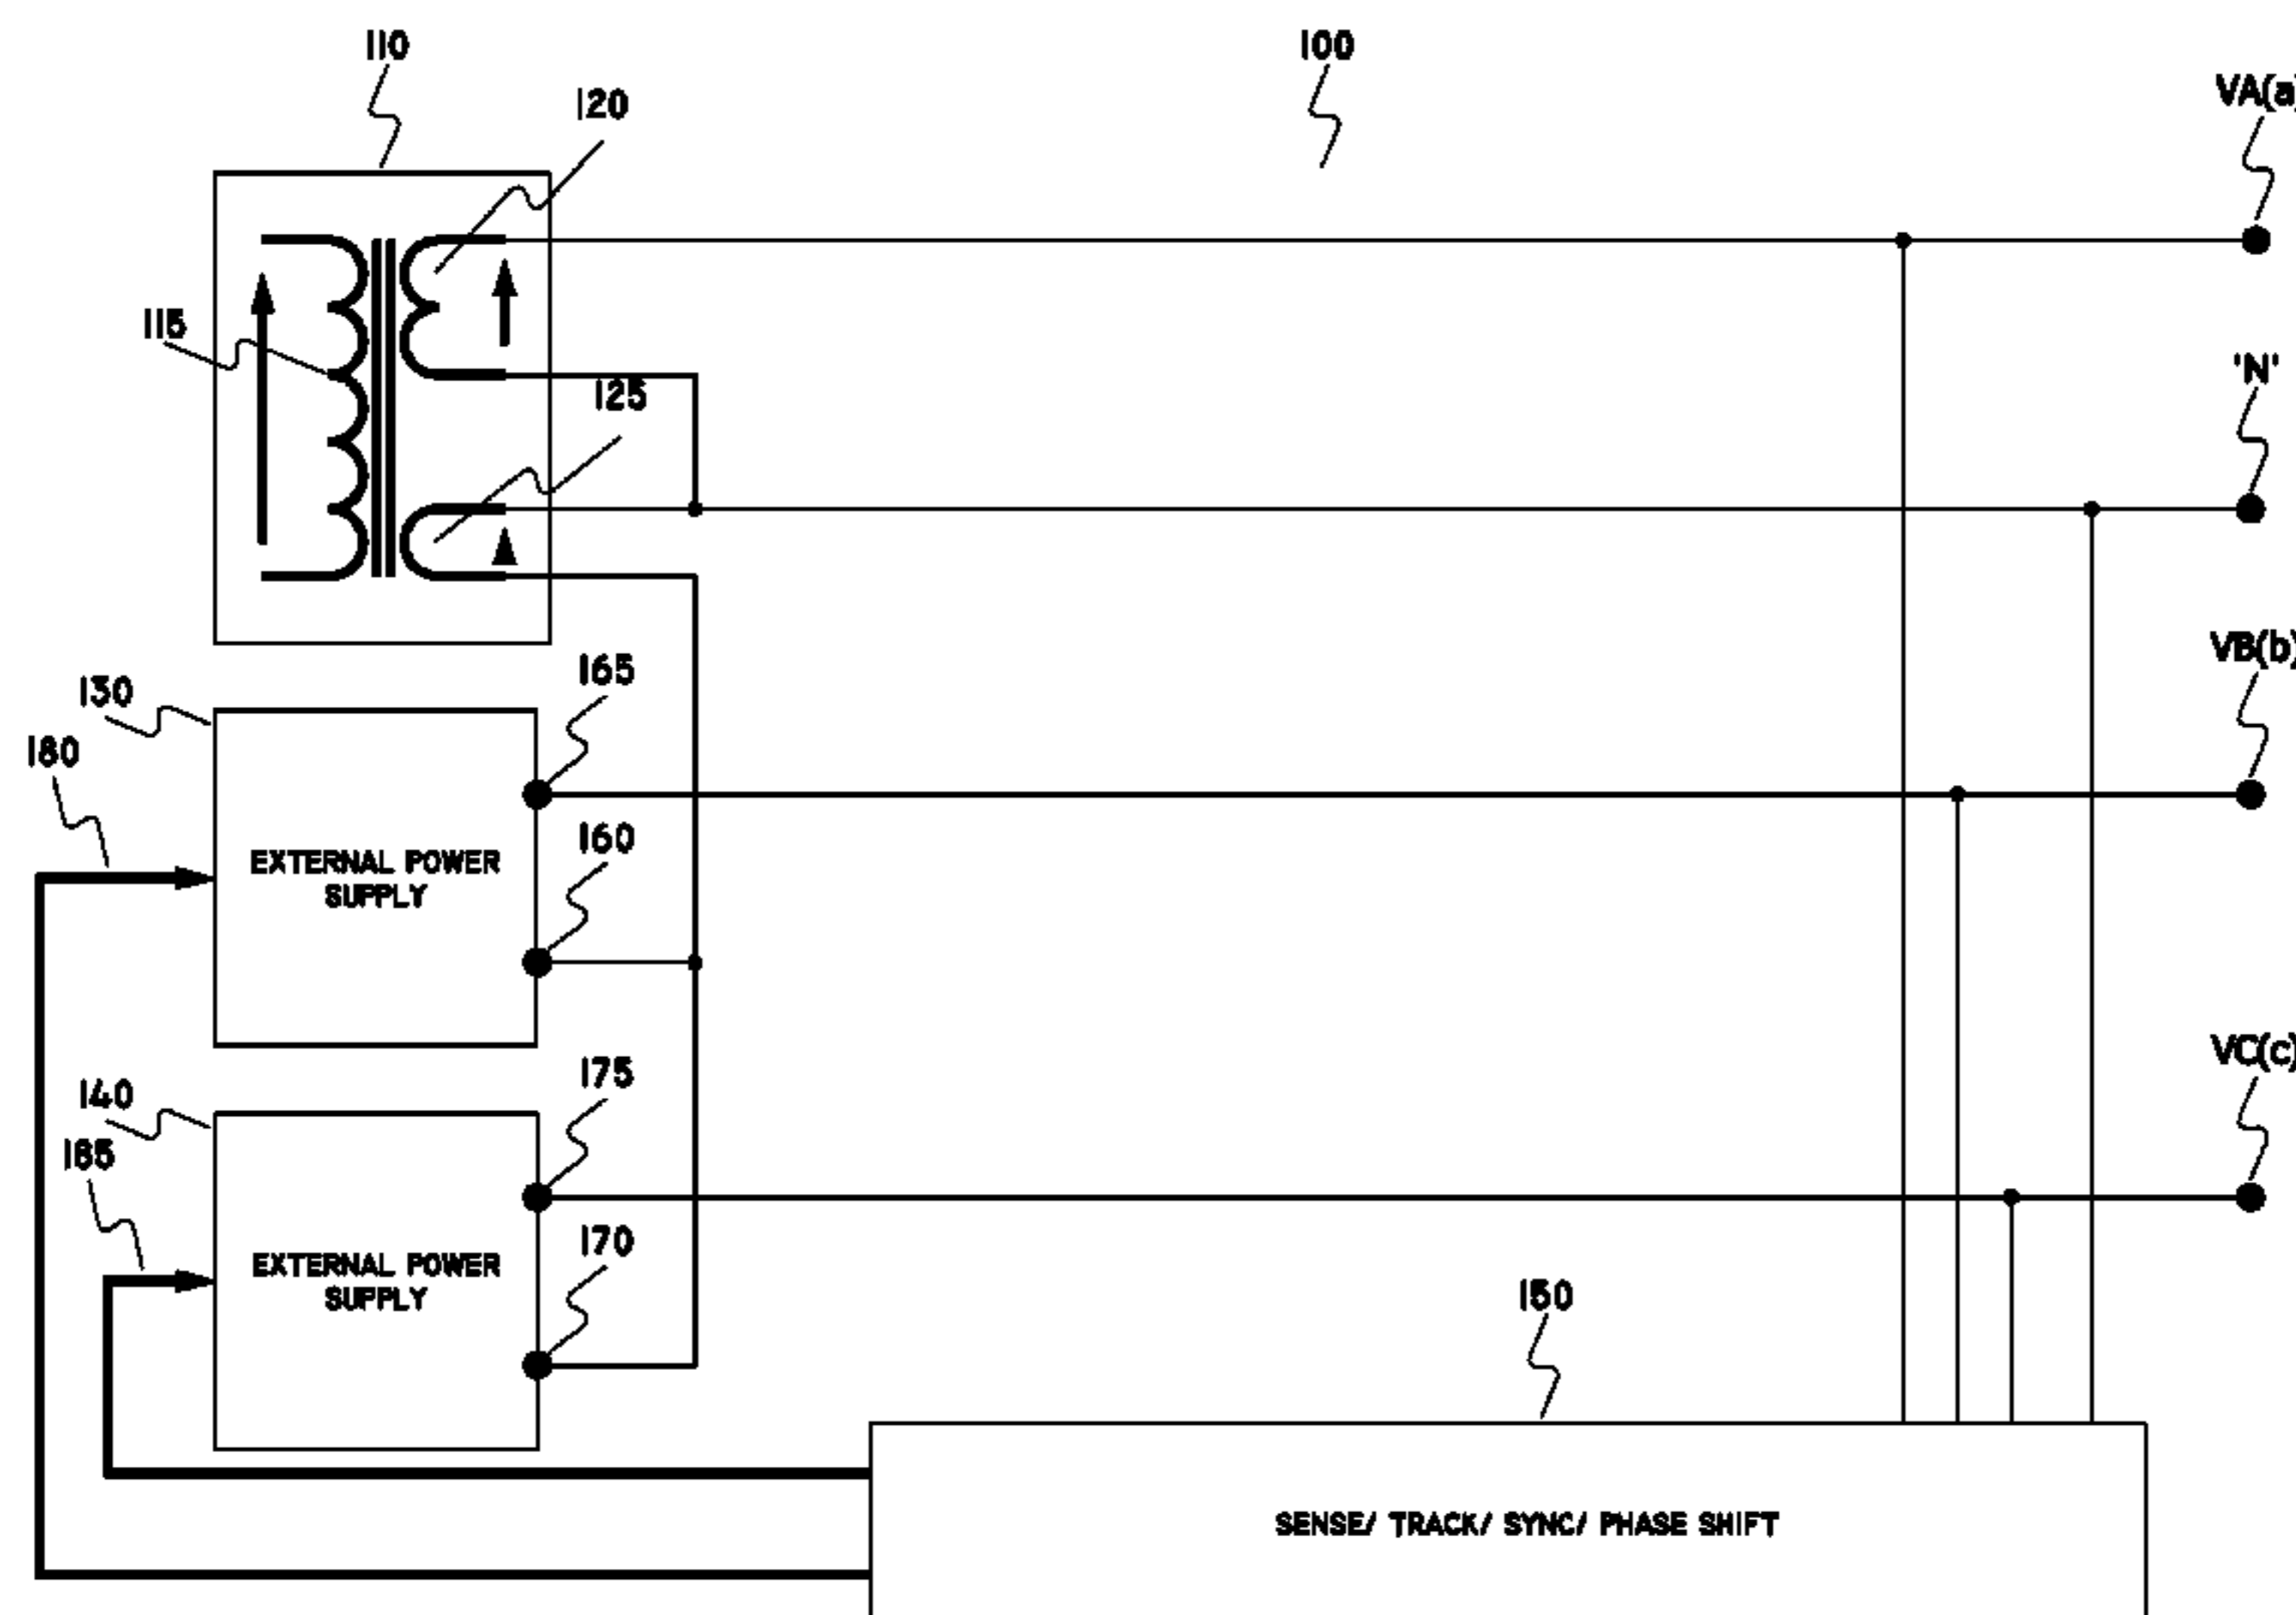 110
100
VA(a)
120
115
'N'
125
VB(b)
165
130
180
160
EXTERNAL POWER
SUPPLY
VC(c)
175
140
185
170
EXTERNAL POWER
SUPPLY
150
SENSE/ TRACK/ SYNC/ PHASE SHIFT